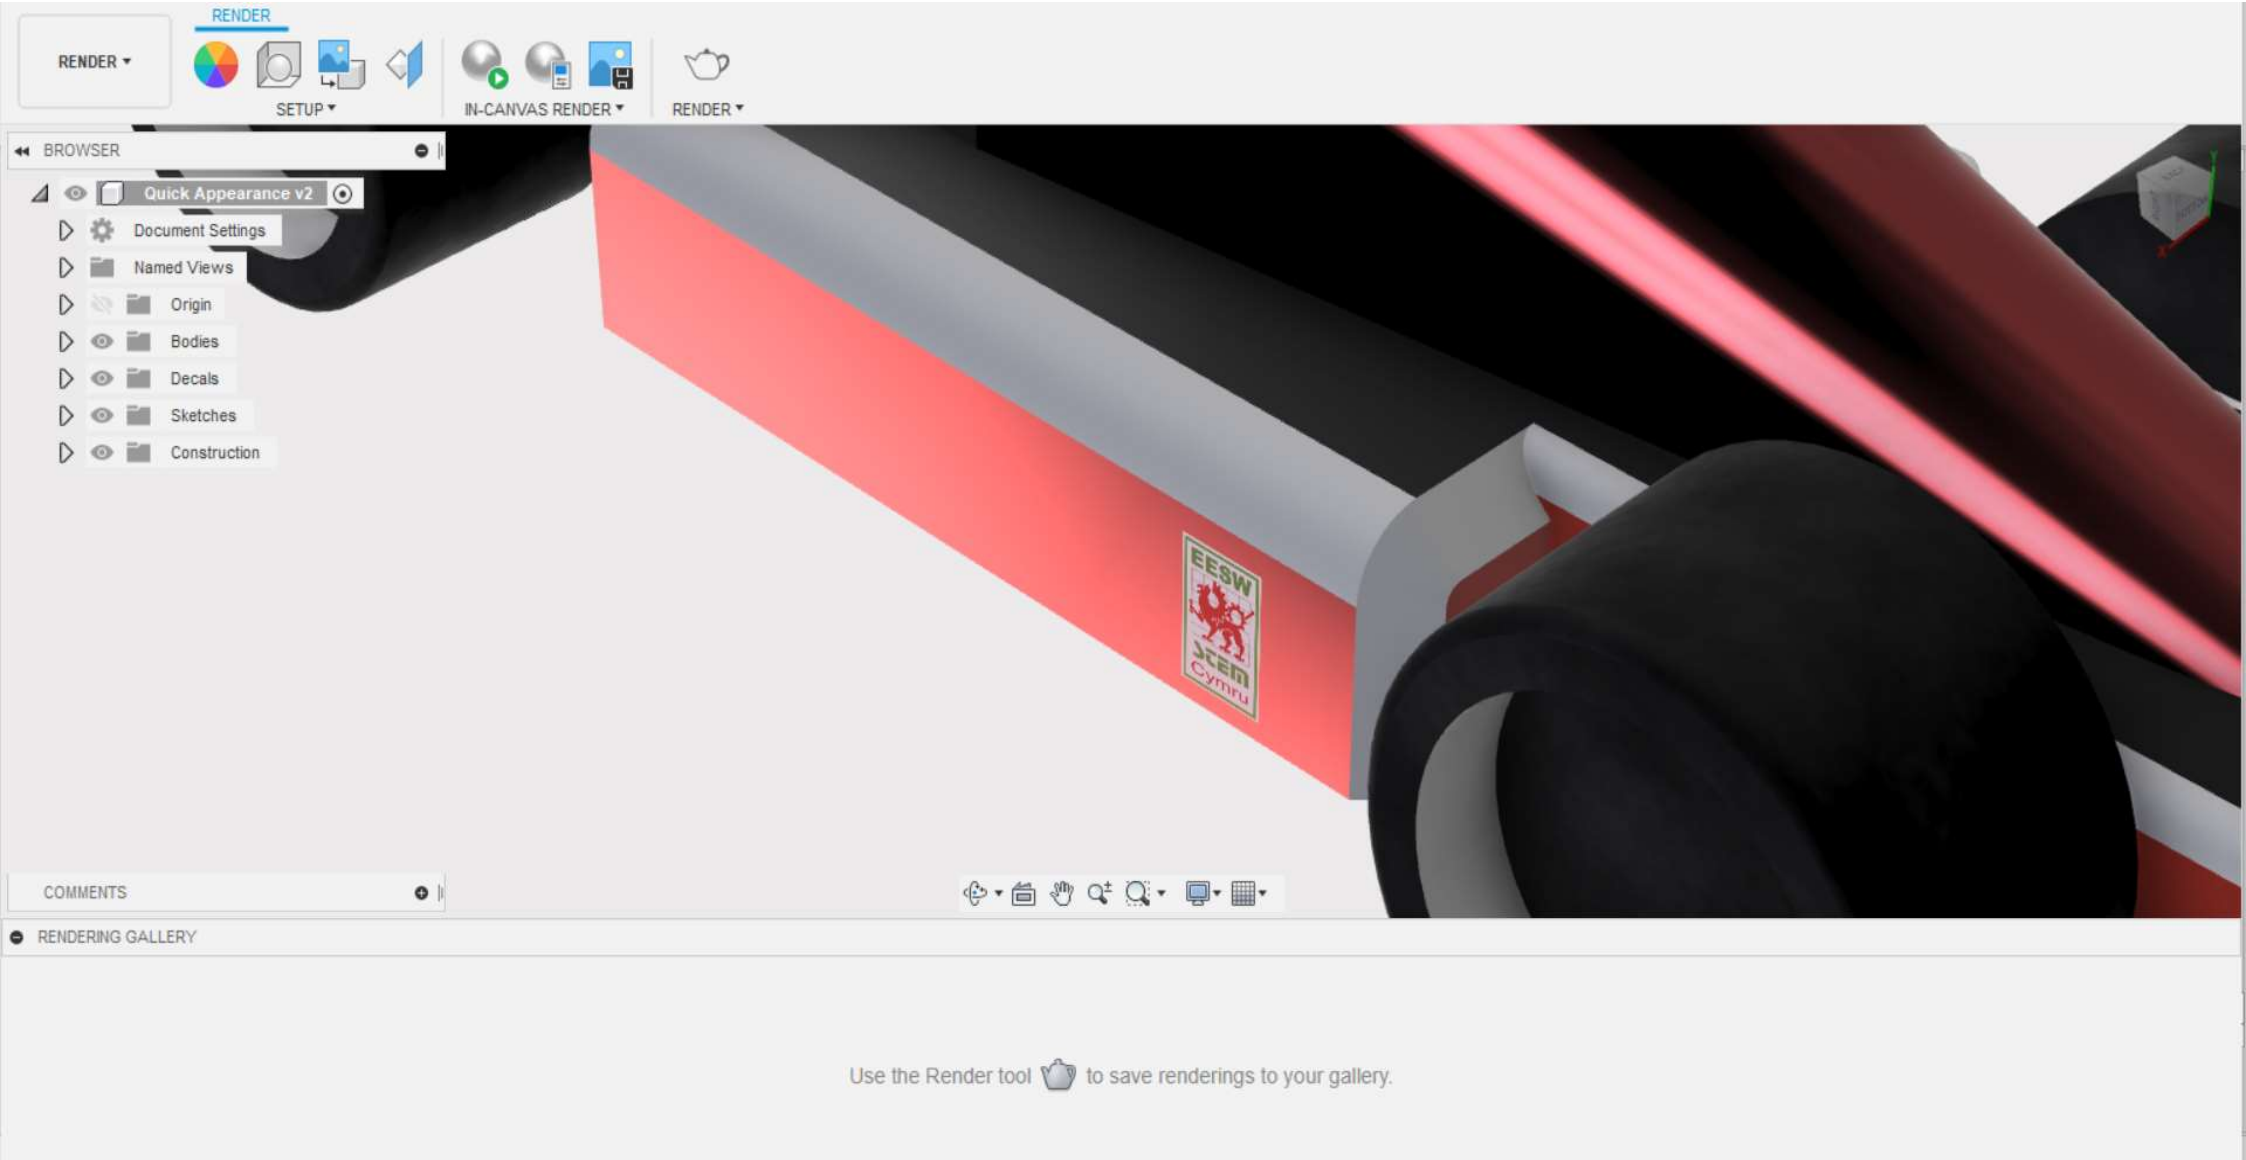 RENDER
RENDER
SETUP
IN-CANVAS RENDER
RENDER
BROWSER
Quick Appearance v2
Document Settings
Named Views
Origin
Bodies
Decals
Sketches
Construction
EESW
STEM
Cymru
Y
X
COMMENTS
RENDERING GALLERY
Use the Render tool to save renderings to your gallery.